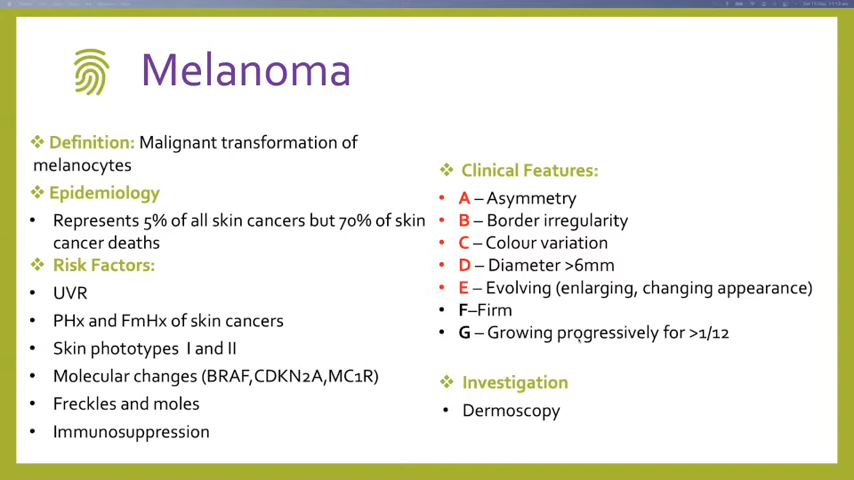 Melanoma
❖ Definition: Malignant transformation of
melanocytes
❖ Epidemiology
• Represents 5% of all skin cancers but 70% of skin
cancer deaths
❖ Risk Factors:
• UVR
• PHx and FmHx of skin cancers
• Skin phototypes I and II
• Molecular changes (BRAF,CDKN2A,MC1R)
• Freckles and moles
• Immunosuppression
❖ Clinical Features:
• A – Asymmetry
• B – Border irregularity
• C – Colour variation
• D – Diameter >6mm
• E – Evolving (enlarging, changing appearance)
• F–Firm
• G – Growing progressively for >1/12
❖ Investigation
• Dermoscopy